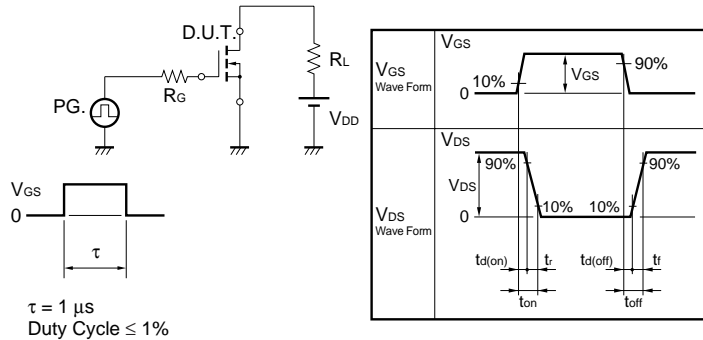 D.U.T.
RL
RG
PG.
VDD
VGS
0
τ
τ = 1 μs
Duty Cycle ≤ 1%
VGS
Wave Form
VGS
10%
VGS
90%
0
VDS
Wave Form
VDS
90%
VDS
10%
10%
90%
0
td(on)
tr
td(off)
tf
ton
toff